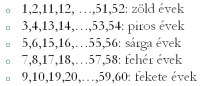 1,2,11,12, …,51,52: zöld évek
3,4,13,14,…,53,54: piros évek
5,6,15,16,…55,56: sárga évek
7,8,17,18,…57,58: fehér évek
9,10,19,20,…,59,60: fekete évek